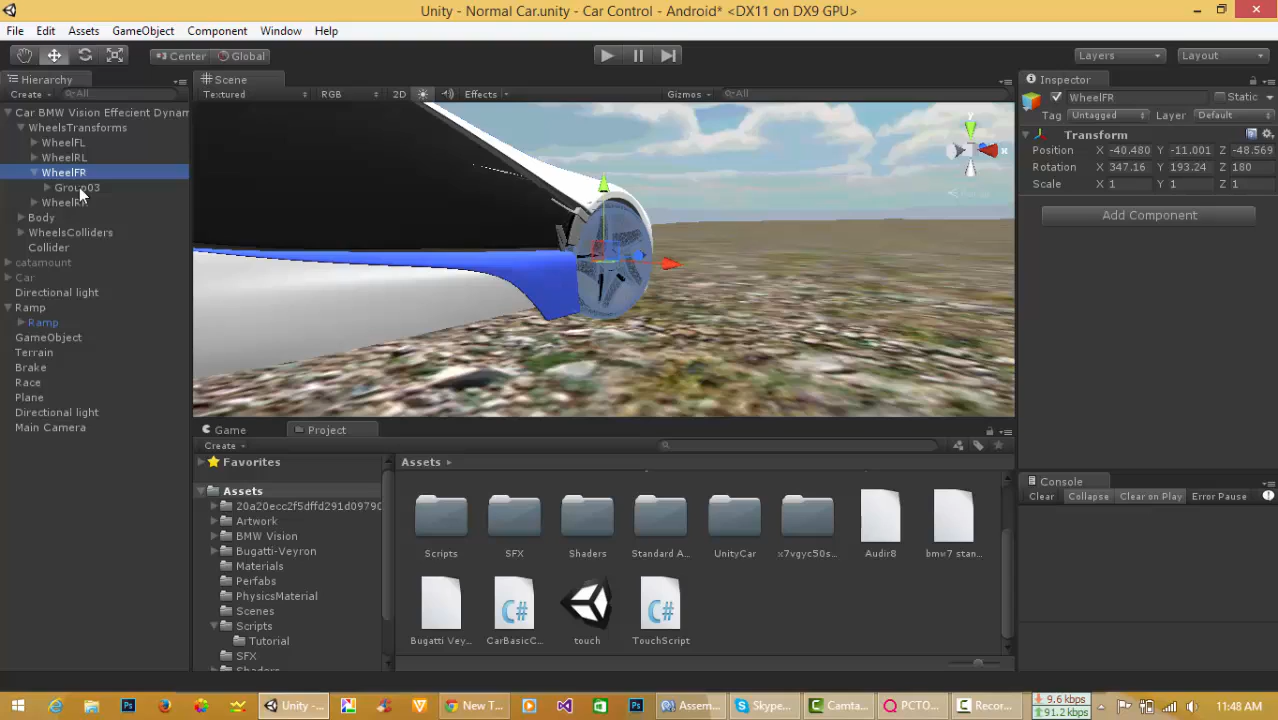 Unity - Normal Car.unity - Car Control - Android* <DX11 on DX9 GPU>
File Edit Assets GameObject Component Window Help
Center Global Layers Layout
Hierarchy
Create All
Car BMW Vision Effecient Dynam
WheelsTransforms
WheelFL
WheelRL
WheelFR
Group03
Body
WheelsColliders
Collider
catamount
Car
Directional light
Ramp
Ramp
GameObject
Terrain
Brake
Race
Plane
Directional light
Main Camera
Scene
Textured RGB 2D Effects Gizmos All
y
x
Game Project
Create
Favorites
Assets
20a20ecc2f5dffd291d09790
Artwork
BMW Vision
Bugatti-Veyron
Materials
Perfabs
PhysicsMaterial
Scenes
Scripts
Tutorial
SFX
Shaders
Assets
Scripts SFX Shaders Standard A... UnityCar x7vgyc50s... Audir8 bmw7 stan...
C# C#
Bugatti Vey... CarBasicC... touch TouchScript
Inspector
WheelFR Static
Tag Untagged Layer Default
Transform
Position X -40,480 Y -11.001 Z -48.569
Rotation X 347.16 Y 193.24 Z 180
Scale X 1 Y 1 Z 1
Add Component
Console
Clear Collapse Clear on Play Error Pause
Unity -... New T... Assem... Skype... Camta... PCTO... Recor... 9.6 kbps
91.2 kbps
11:48 AM